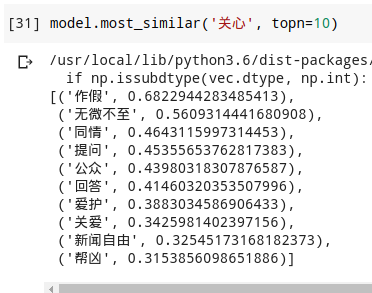 [31] model.most_similar('关心', topn=10)
/usr/local/lib/python3.6/dist-packages/
if np.issubdtype(vec.dtype, np.int):
[('作假', 0.6822944283485413),
('无微不至', 0.5609314441680908),
('同情', 0.4643115997314453),
('提问', 0.45355653762817383),
('公众', 0.43980318307876587),
('回答', 0.41460320353507996),
('爱护', 0.3883034586906433),
('关爱', 0.3425981402397156),
('新闻自由', 0.32545173168182373),
('帮凶', 0.3153856098651886)]